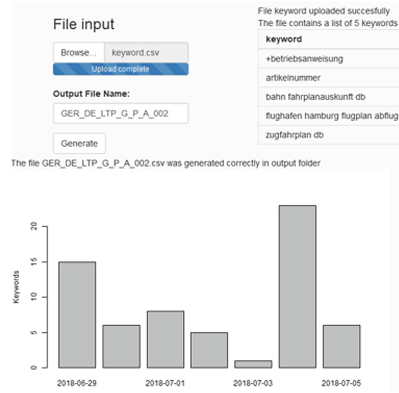 File input
Browse... keyword.csv
Upload complete
Output File Name:
GER_DE_LTP_G_P_A_002
Generate
File keyword uploaded succesfully
The file contains a list of 5 keywords
keyword
+betriebsanweisung
artikelnummer
bahn fahrplanauskunft db
flughafen hamburg flugplan abflug
zugfahrplan db
The file GER_DE_LTP_G_P_A_002.csv was generated correctly in output folder
Keywords
20
15
10
5
0
2018-06-29 2018-07-01 2018-07-03 2018-07-05